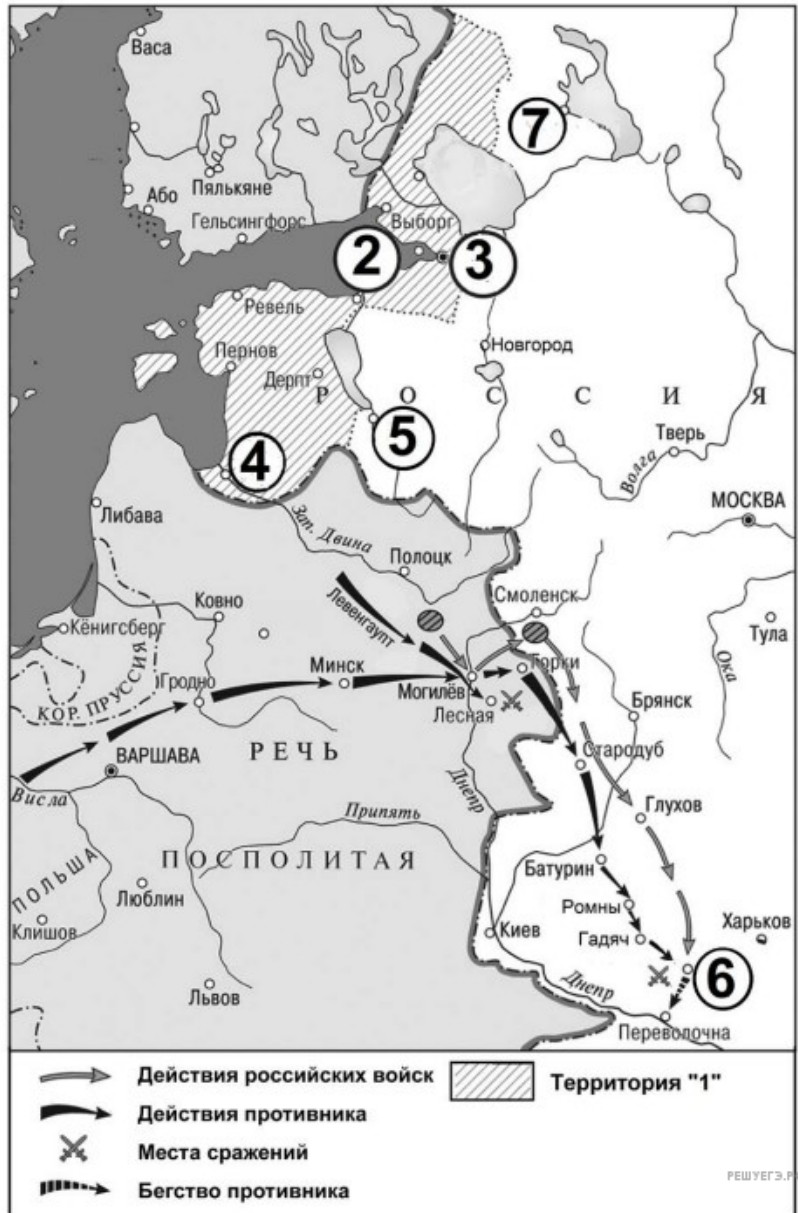 Васа
7
Або
Пялькяне
Гельсингфорс
Выборг
2
3
Ревель
Пернов
Дерпт
Новгород
РОССИЯ
4
5
Тверь
Волга
МОСКВА
Либава
Зап. Двина
Полоцк
Смоленск
Тула
Ока
Кёнигсберг
Ковно
Левенгаупт
КОР. ПРУССИЯ
Гродно
Минск
Могилёв
Горки
Лесная
Брянск
ВАРШАВА
РЕЧЬ
Стародуб
Висла
Днепр
Припять
Глухов
ПОСПОЛИТАЯ
ПОЛЬША
Люблин
Батурин
Ромны
Клишов
Киев
Гадяч
Харьков
6
Львов
Днепр
Переволочна
Действия российских войск
Территория "1"
Действия противника
Места сражений
Бегство противника